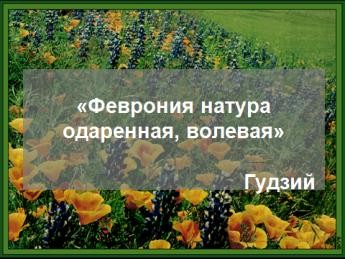 «Феврония натура
одаренная, волевая»
Гудзий